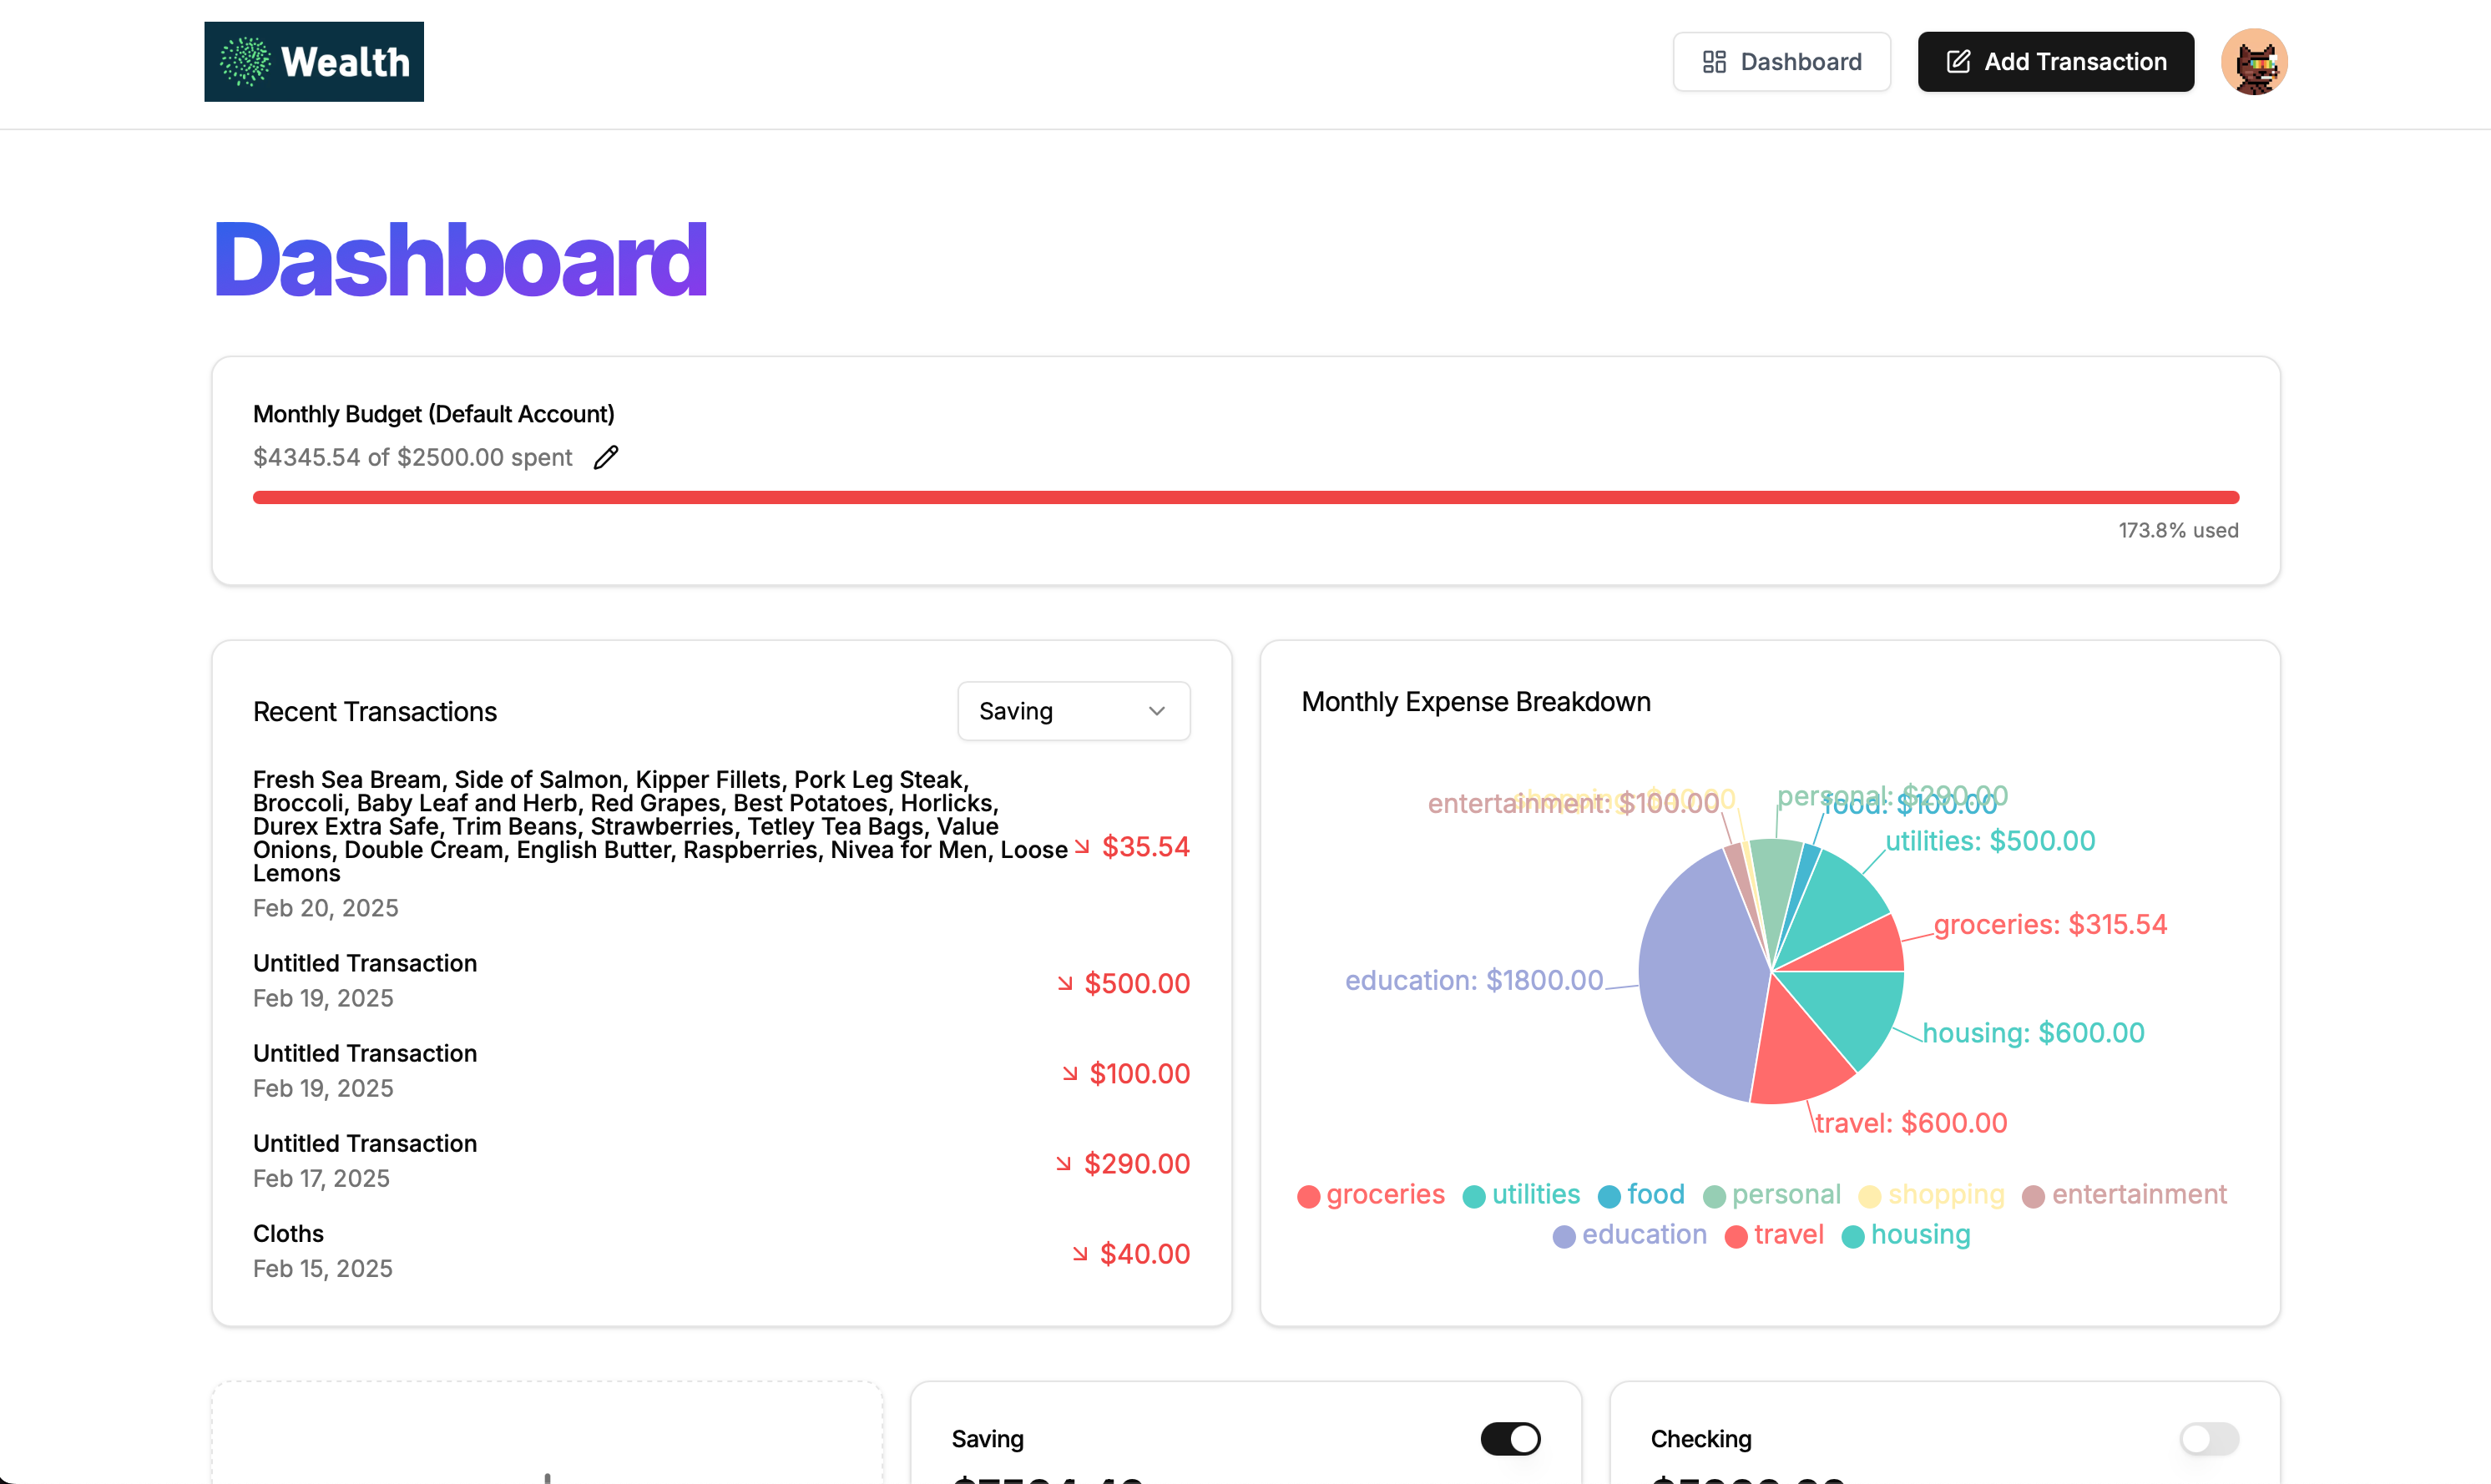 Wealth
Dashboard
Add Transaction
Dashboard
Monthly Budget (Default Account)
$4345.54 of $2500.00 spent
173.8% used
Recent Transactions
Saving
Fresh Sea Bream, Side of Salmon, Kipper Fillets, Pork Leg Steak,
Broccoli, Baby Leaf and Herb, Red Grapes, Best Potatoes, Horlicks,
Durex Extra Safe, Trim Beans, Strawberries, Tetley Tea Bags, Value
Onions, Double Cream, English Butter, Raspberries, Nivea for Men, Loose
Lemons
$35.54
Feb 20, 2025
Untitled Transaction
Feb 19, 2025
$500.00
Untitled Transaction
Feb 19, 2025
$100.00
Untitled Transaction
Feb 17, 2025
$290.00
Cloths
Feb 15, 2025
$40.00
Monthly Expense Breakdown
entertainment: $100.00
shopping: $40.00
personal: $290.00
food: $100.00
utilities: $500.00
groceries: $315.54
education: $1800.00
housing: $600.00
travel: $600.00
groceries utilities food personal shopping entertainment
education travel housing
Saving
Checking